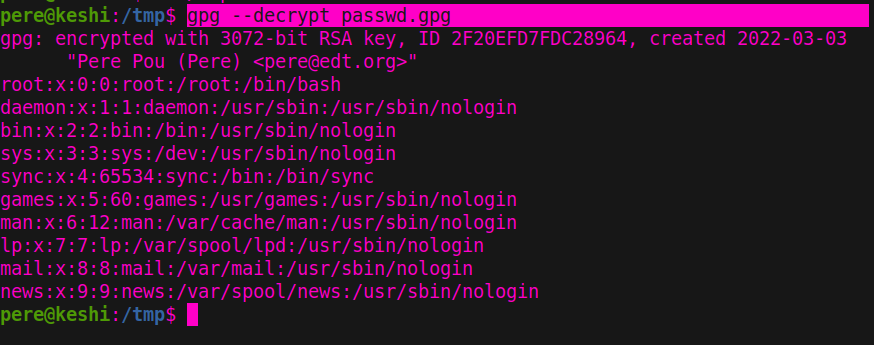 pere@keshi:/tmp$ gpg --decrypt passwd.gpg
gpg: encrypted with 3072-bit RSA key, ID 2F20EFD7FDC28964, created 2022-03-03
      "Pere Pou (Pere) <pere@edt.org>"
root:x:0:0:root:/root:/bin/bash
daemon:x:1:1:daemon:/usr/sbin:/usr/sbin/nologin
bin:x:2:2:bin:/bin:/usr/sbin/nologin
sys:x:3:3:sys:/dev:/usr/sbin/nologin
sync:x:4:65534:sync:/bin:/bin/sync
games:x:5:60:games:/usr/games:/usr/sbin/nologin
man:x:6:12:man:/var/cache/man:/usr/sbin/nologin
lp:x:7:7:lp:/var/spool/lpd:/usr/sbin/nologin
mail:x:8:8:mail:/var/mail:/usr/sbin/nologin
news:x:9:9:news:/var/spool/news:/usr/sbin/nologin
pere@keshi:/tmp$